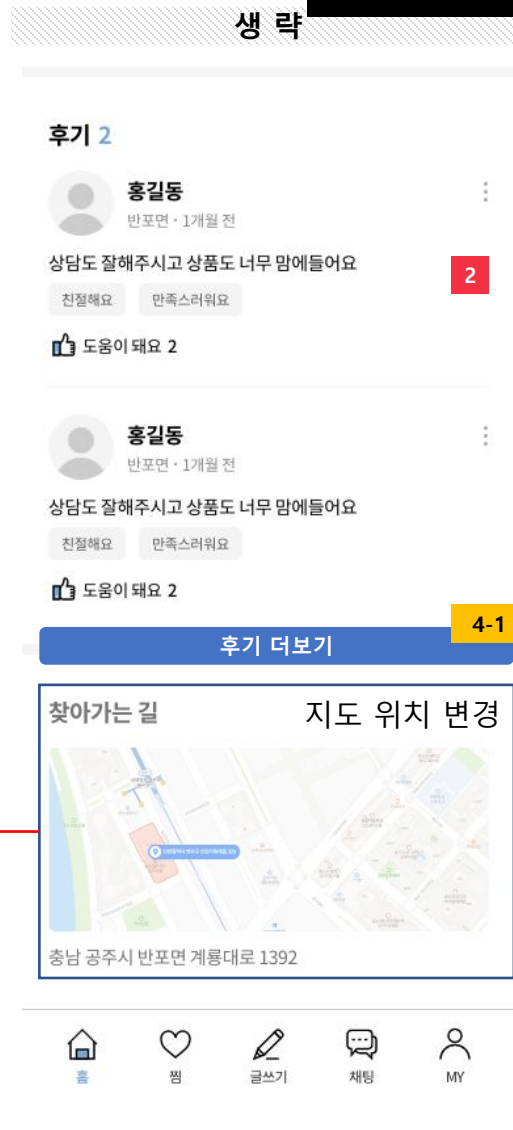 생 략
후기 2
홍길동
반포면 · 1개월 전
상담도 잘해주시고 상품도 너무 맘에들어요
2
친절해요 만족스러워요
도움이 돼요 2
홍길동
반포면 · 1개월 전
상담도 잘해주시고 상품도 너무 맘에들어요
친절해요 만족스러워요
도움이 돼요 2
4-1
후기 더보기
찾아가는 길 지도 위치 변경
충남 공주시 반포면 계룡대로 1392
홈 찜 글쓰기 채팅 MY